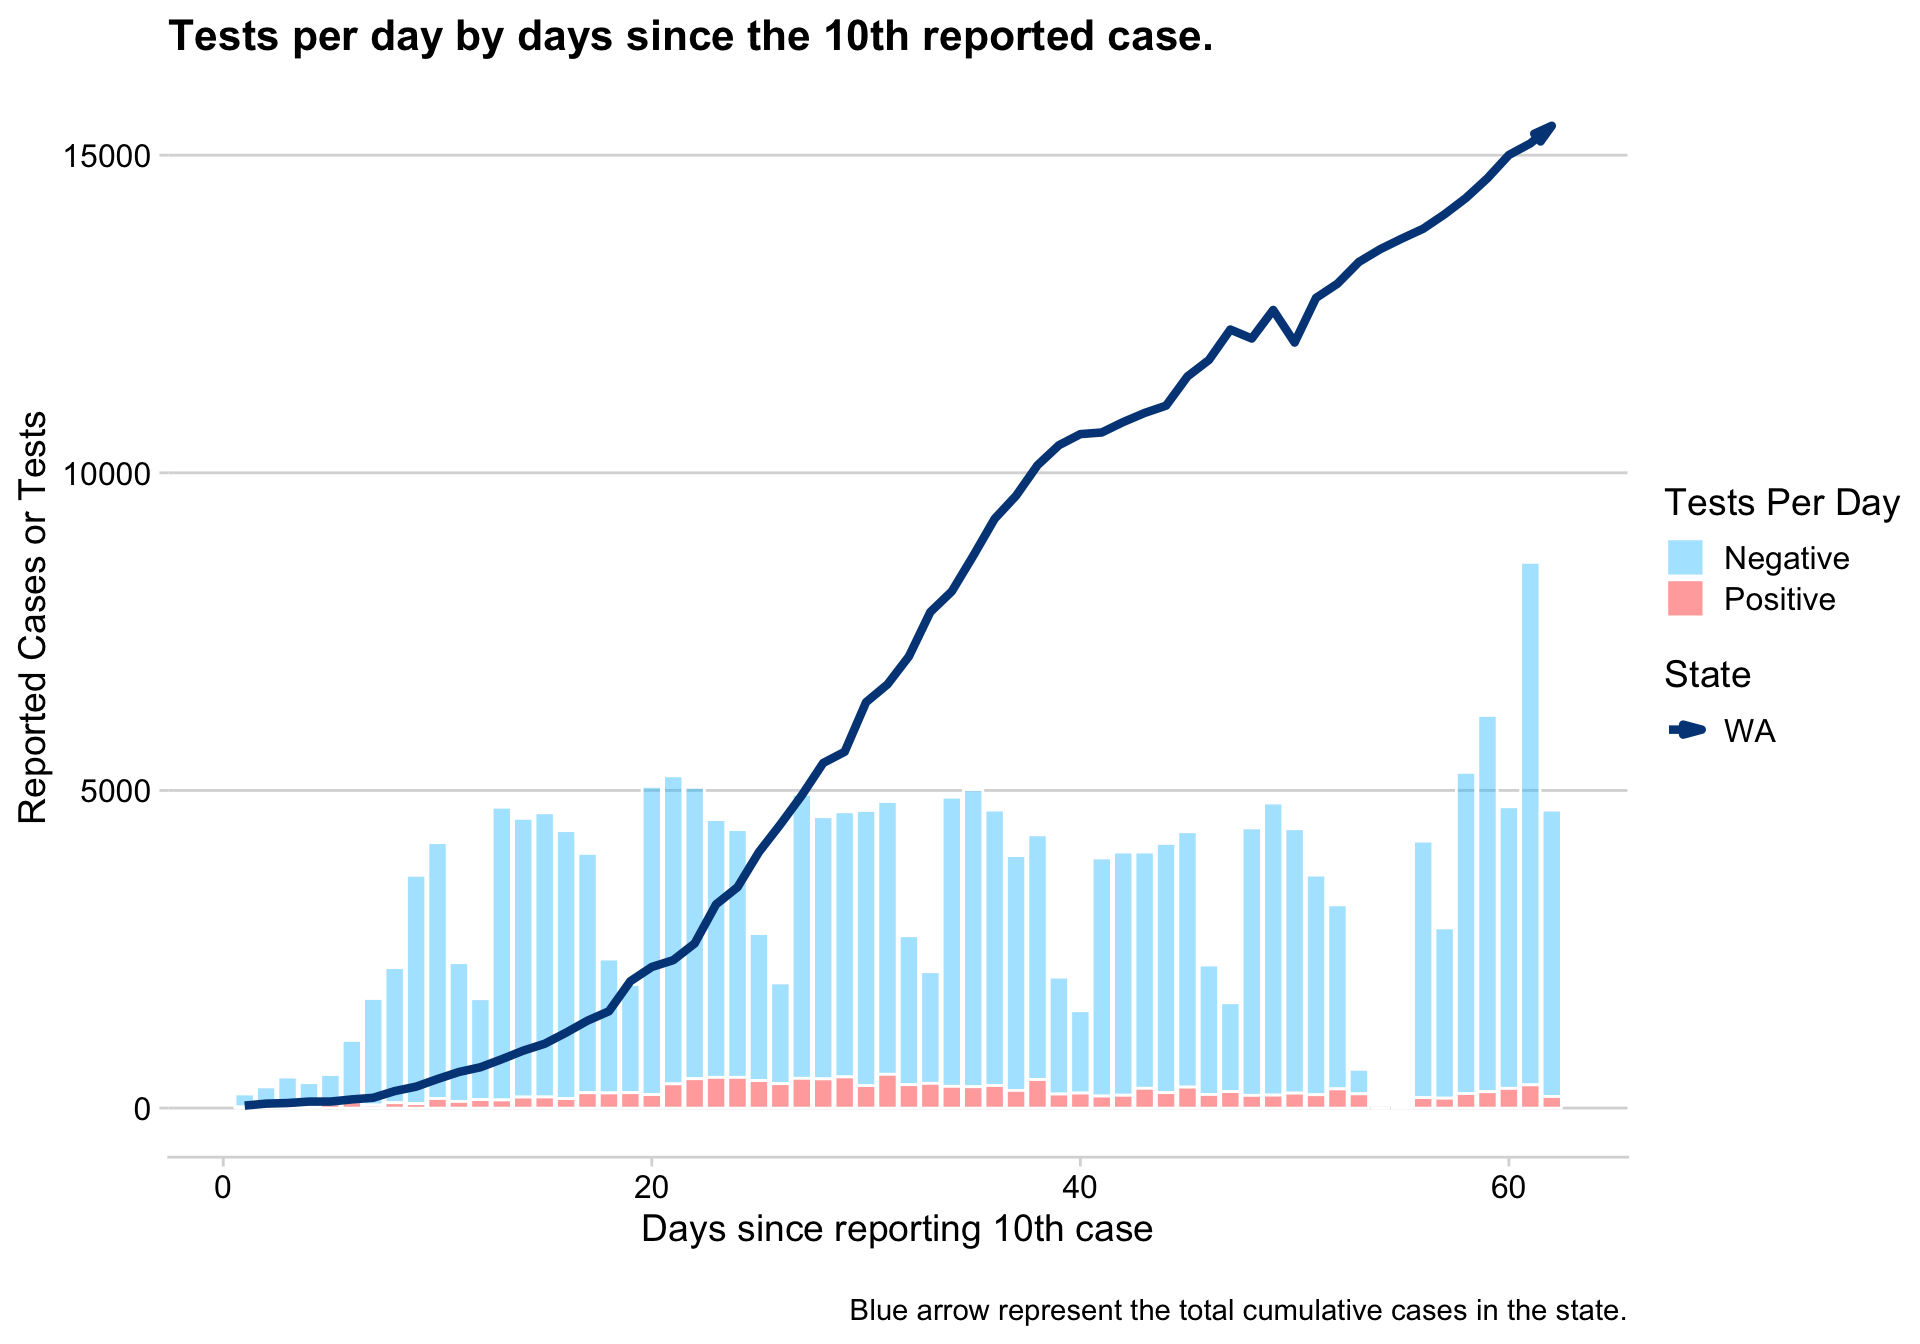 Tests per day by days since the 10th reported case.
15000
10000
5000
0
Reported Cases or Tests
0 20 40 60
Days since reporting 10th case
Tests Per Day
Negative
Positive
State
WA
Blue arrow represent the total cumulative cases in the state.